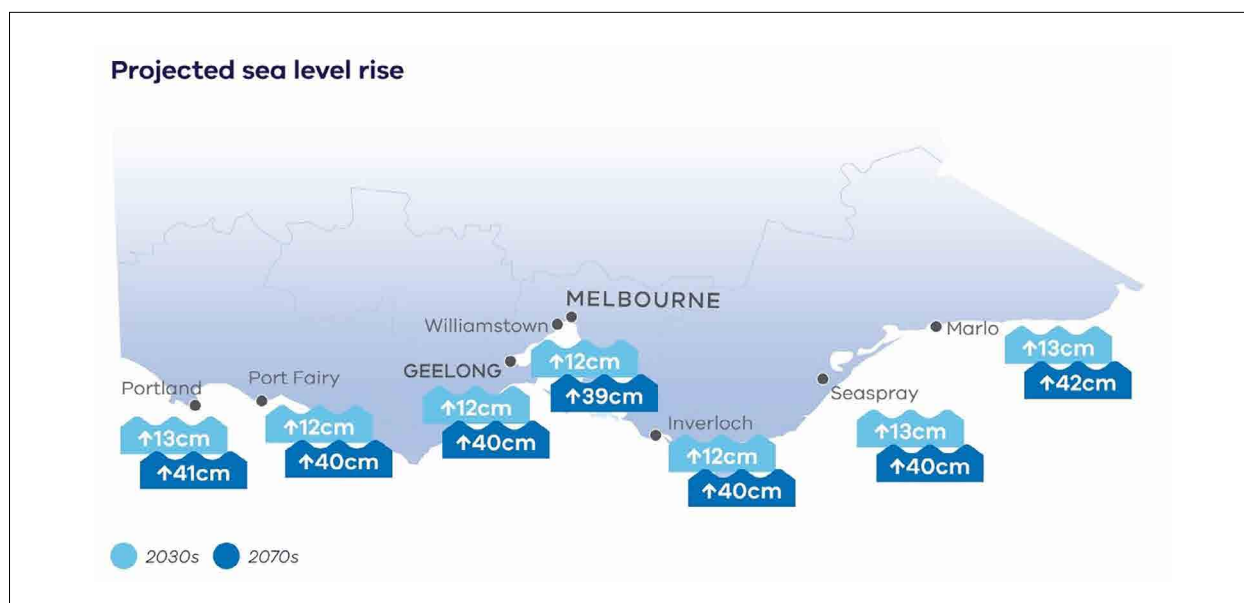 Projected sea level rise
MELBOURNE
Williamstown
Marlo
↑13cm
↑42cm
↑12cm
↑39cm
GEELONG
↑12cm
↑40cm
Portland
↑13cm
↑41cm
Port Fairy
↑12cm
↑40cm
Inverloch
↑12cm
↑40cm
Seaspray
↑13cm
↑40cm
2030s 2070s